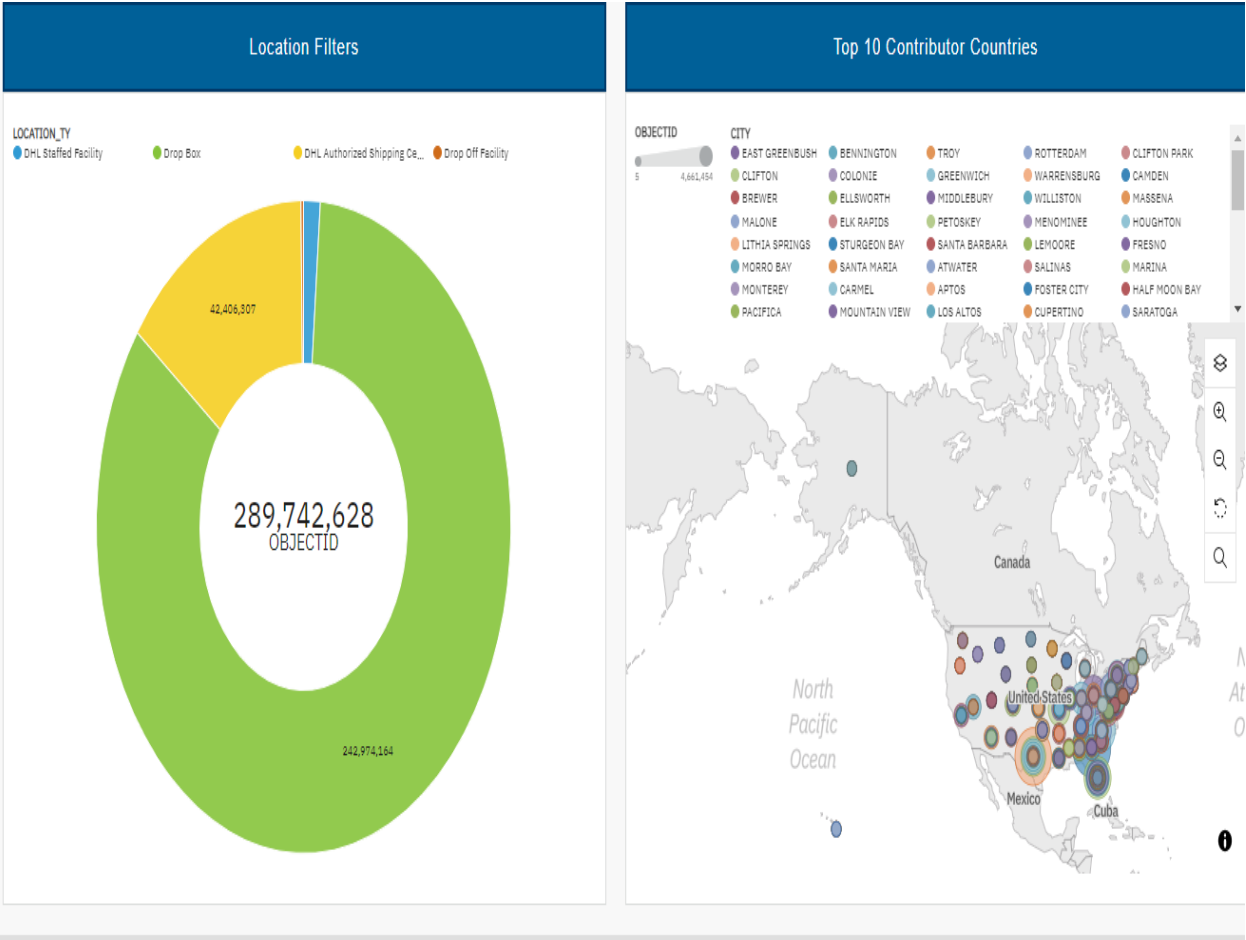 Location Filters
LOCATION_TY
DHL Staffed Facility Drop Box DHL Authorized Shipping Ce... Drop Off Facility
42,406,307
289,742,628
OBJECTID
242,974,164
Top 10 Contributor Countries
OBJECTID
5 4,661,454
CITY
EAST GREENBUSH BENNINGTON TROY ROTTERDAM CLIFTON PARK
CLIFTON COLONIE GREENWICH WARRENSBURG CAMDEN
BREWER ELLSWORTH MIDDLEBURY WILLISTON MASSENA
MALONE ELK RAPIDS PETOSKEY MENOMINEE HOUGHTON
LITHIA SPRINGS STURGEON BAY SANTA BARBARA LEMOORE FRESNO
MORRO BAY SANTA MARIA ATWATER SALINAS MARINA
MONTEREY CARMEL APTOS FOSTER CITY HALF MOON BAY
PACIFICA MOUNTAIN VIEW LOS ALTOS CUPERTINO SARATOGA
Canada
United States
North
Pacific
Ocean
N
At
O
Mexico
Cuba